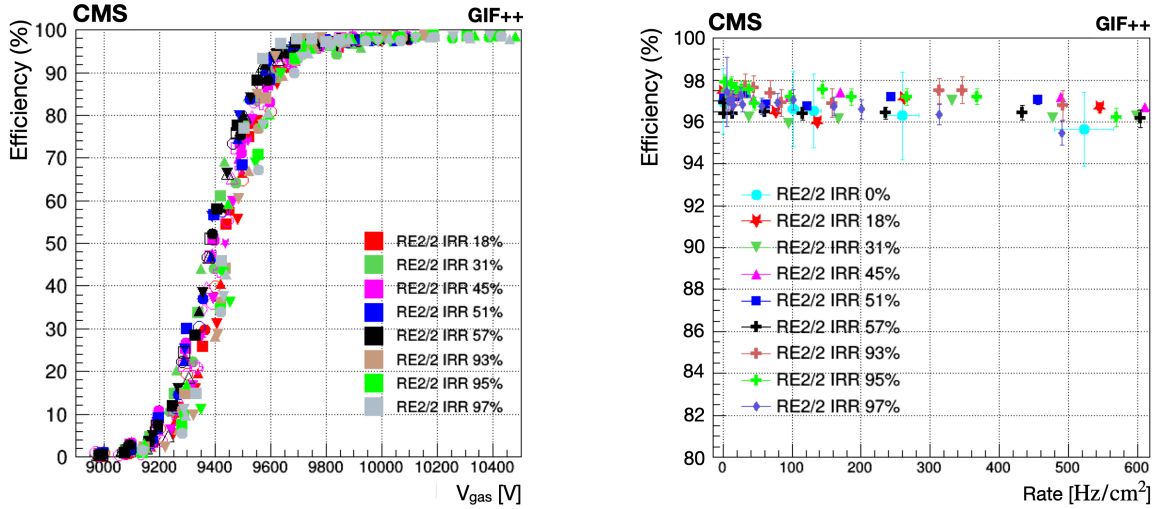 CMS
GIF++
Efficiency (%)
100
90
80
70
60
50
40
30
20
10
0
RE2/2 IRR 18%
RE2/2 IRR 31%
RE2/2 IRR 45%
RE2/2 IRR 51%
RE2/2 IRR 57%
RE2/2 IRR 93%
RE2/2 IRR 95%
RE2/2 IRR 97%
9000 9200 9400 9600 9800 10000 10200 10400
Vgas [V]
CMS
GIF++
Efficiency (%)
100
98
96
94
92
90
88
86
84
82
80
RE2/2 IRR 0%
RE2/2 IRR 18%
RE2/2 IRR 31%
RE2/2 IRR 45%
RE2/2 IRR 51%
RE2/2 IRR 57%
RE2/2 IRR 93%
RE2/2 IRR 95%
RE2/2 IRR 97%
0 100 200 300 400 500 600
Rate [Hz/cm²]